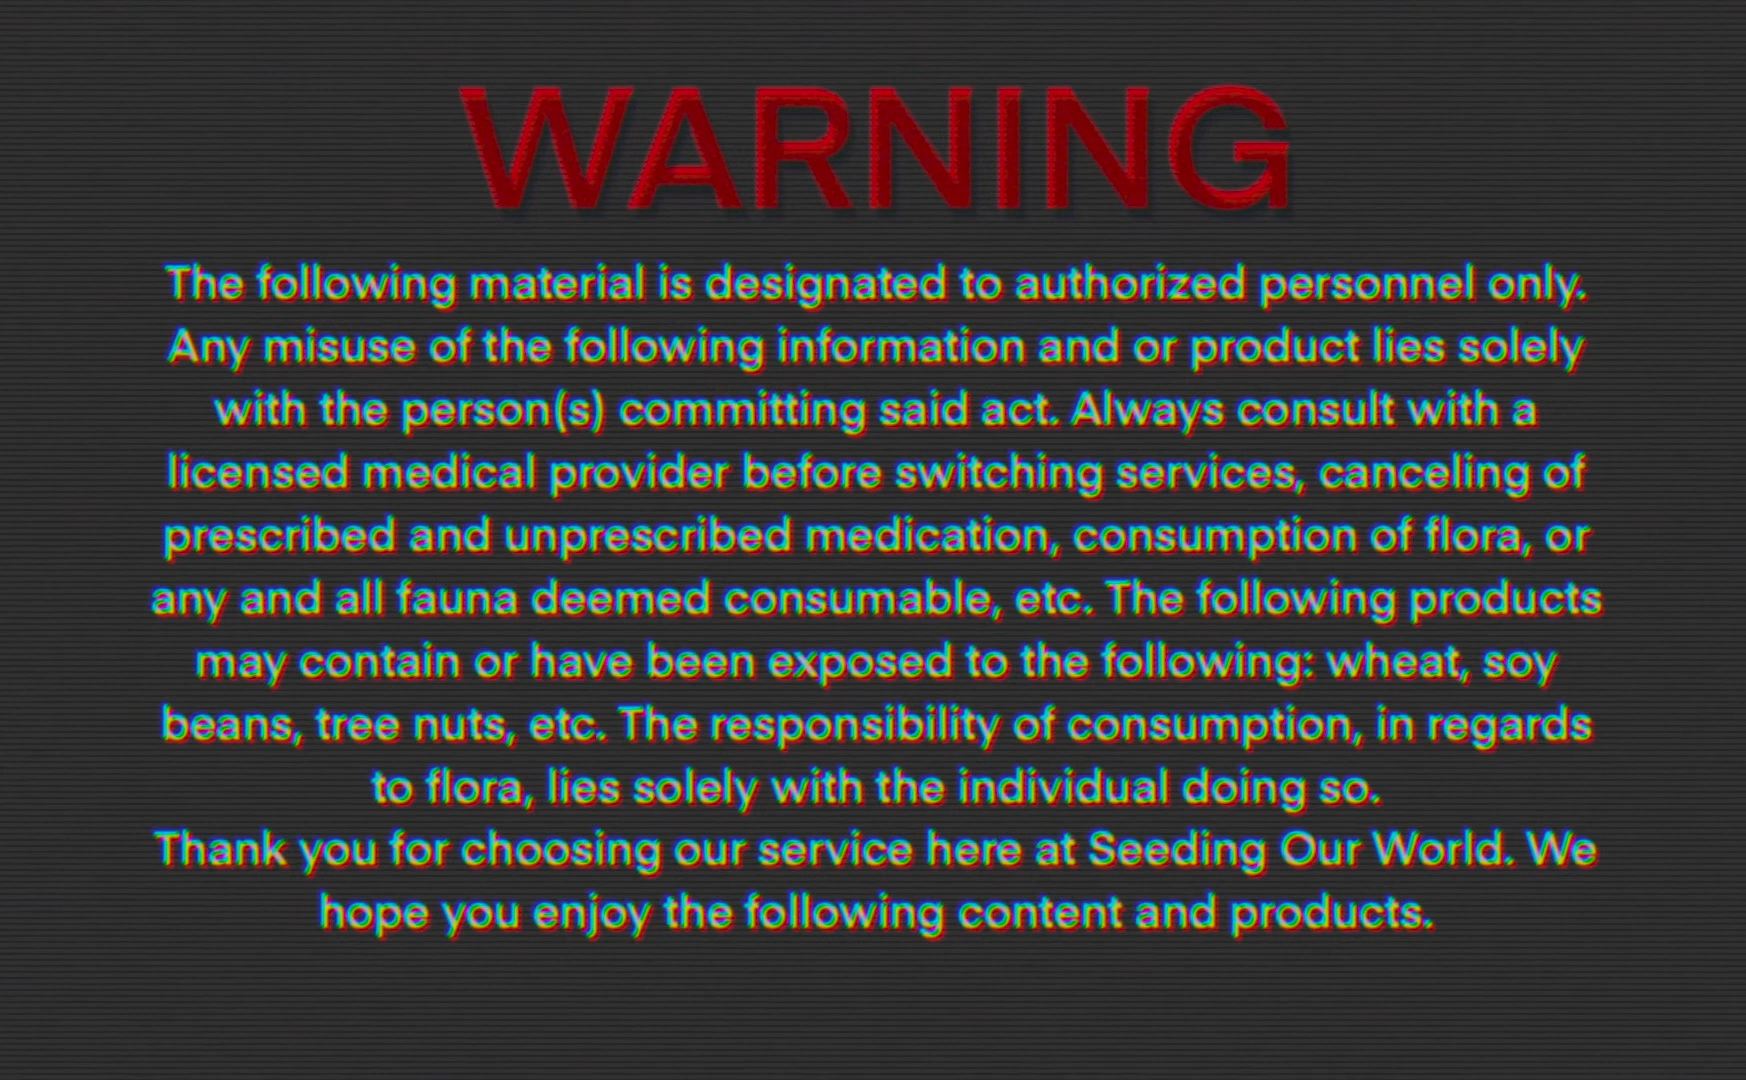 WARNING
The following material is designated to authorized personnel only.
Any misuse of the following information and or product lies solely
with the person(s) committing said act. Always consult with a
licensed medical provider before switching services, canceling of
prescribed and unprescribed medication, consumption of flora, or
any and all fauna deemed consumable, etc. The following products
may contain or have been exposed to the following: wheat, soy
beans, tree nuts, etc. The responsibility of consumption, in regards
to flora, lies solely with the individual doing so.
Thank you for choosing our service here at Seeding Our World. We
hope you enjoy the following content and products.